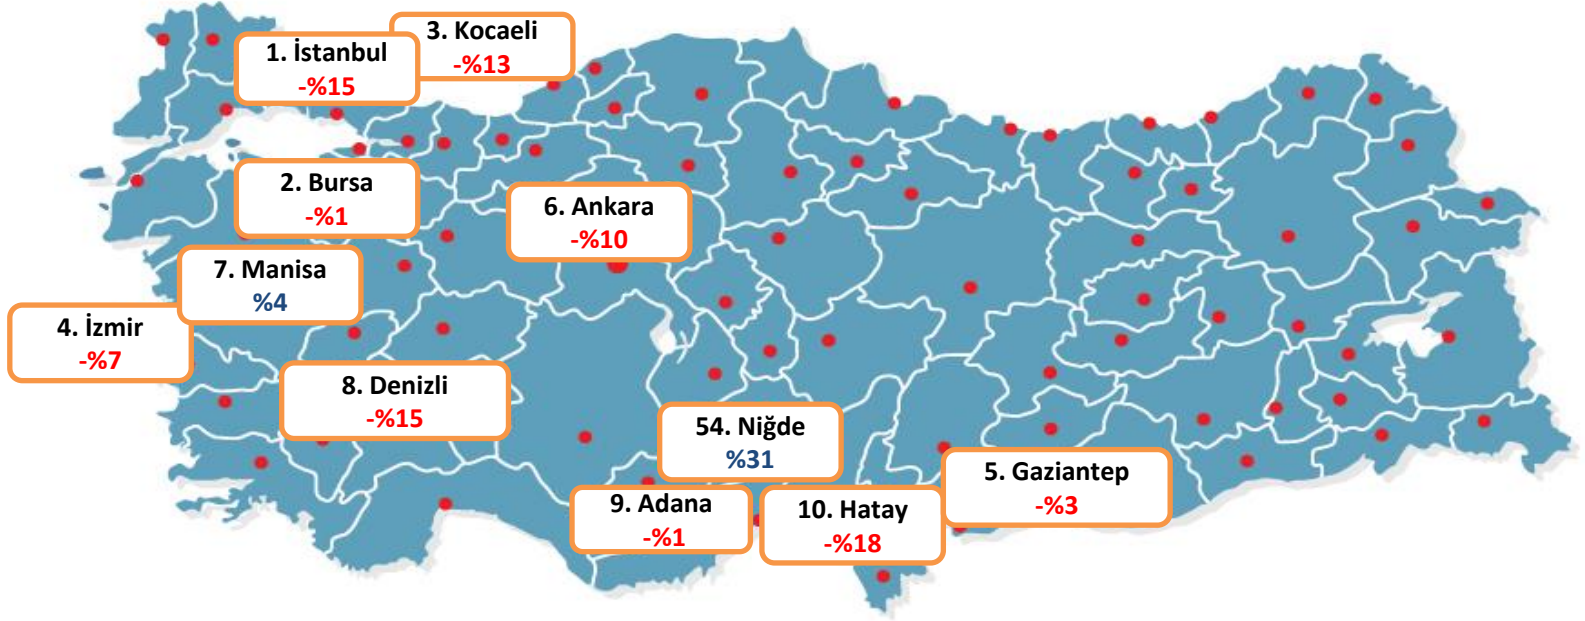 3. Kocaeli
-%13
1. İstanbul
-%15
2. Bursa
-%1
6. Ankara
-%10
7. Manisa
%4
4. İzmir
-%7
8. Denizli
-%15
54. Niğde
%31
5. Gaziantep
-%3
9. Adana
-%1
10. Hatay
-%18